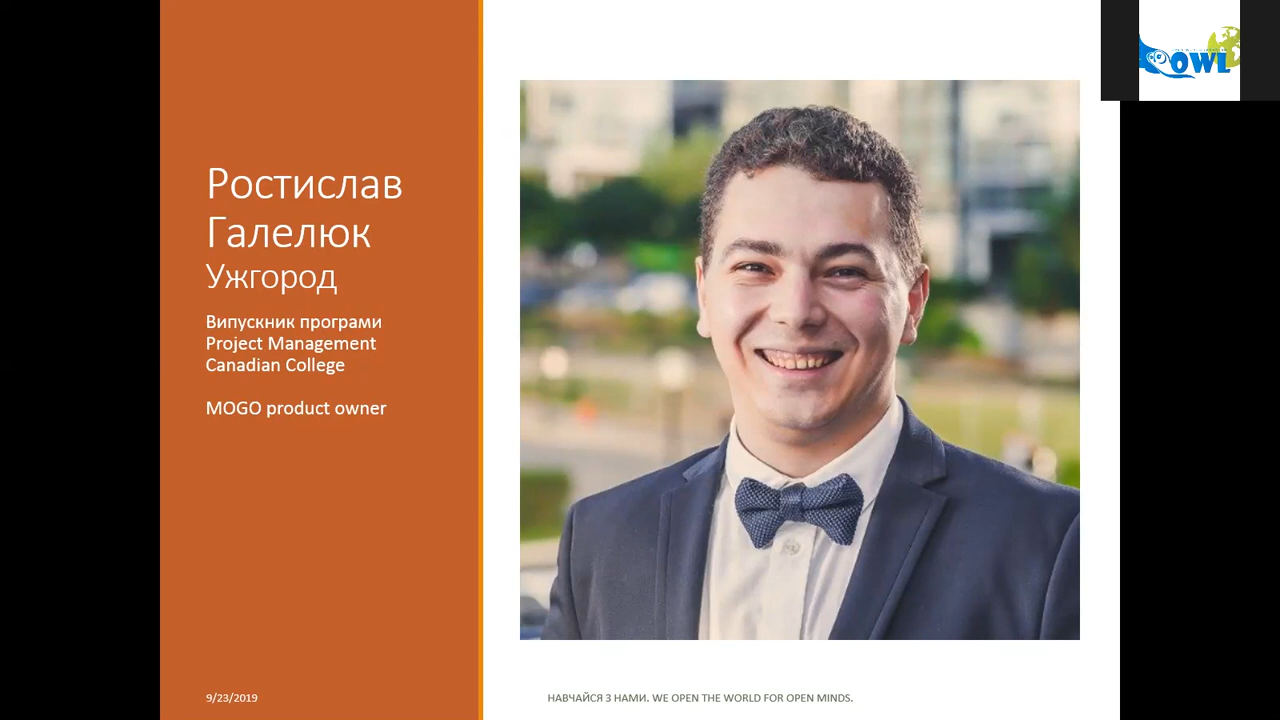 Ростислав
Галелюк
Ужгород
Випускник програми
Project Management
Canadian College
MOGO product owner
9/23/2019
НАВЧАЙСЯ З НАМИ. WE OPEN THE WORLD FOR OPEN MINDS.
OWL